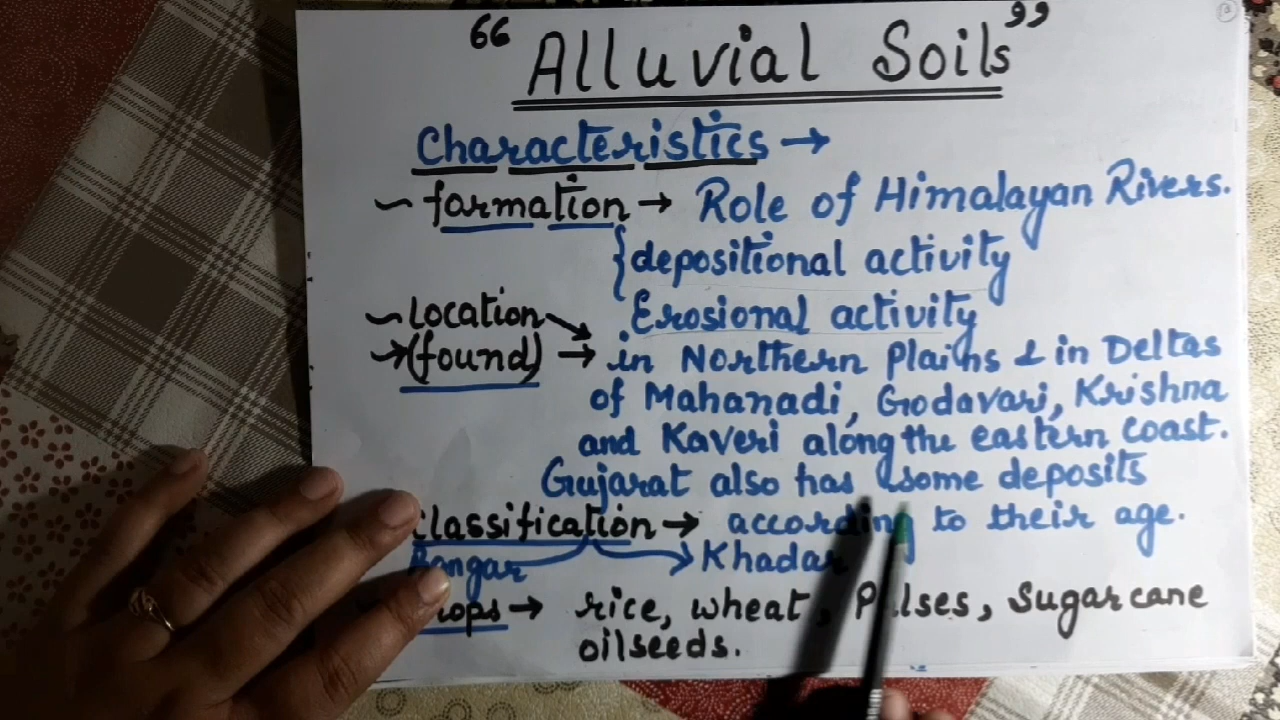 “Alluvial Soils”
Characteristics →
~ formation → Role of Himalayan Rivers.
{depositional activity
~ Location Erosional activity
→ (found) → in Northern Plains & in Deltas
of Mahanadi, Godavari, Krishna
and Kaveri along the eastern coast.
Gujarat also has some deposits
Classification → according to their age.
Bangar Khadar
→ rice, wheat, Pulses, Sugarcane
oilseeds.